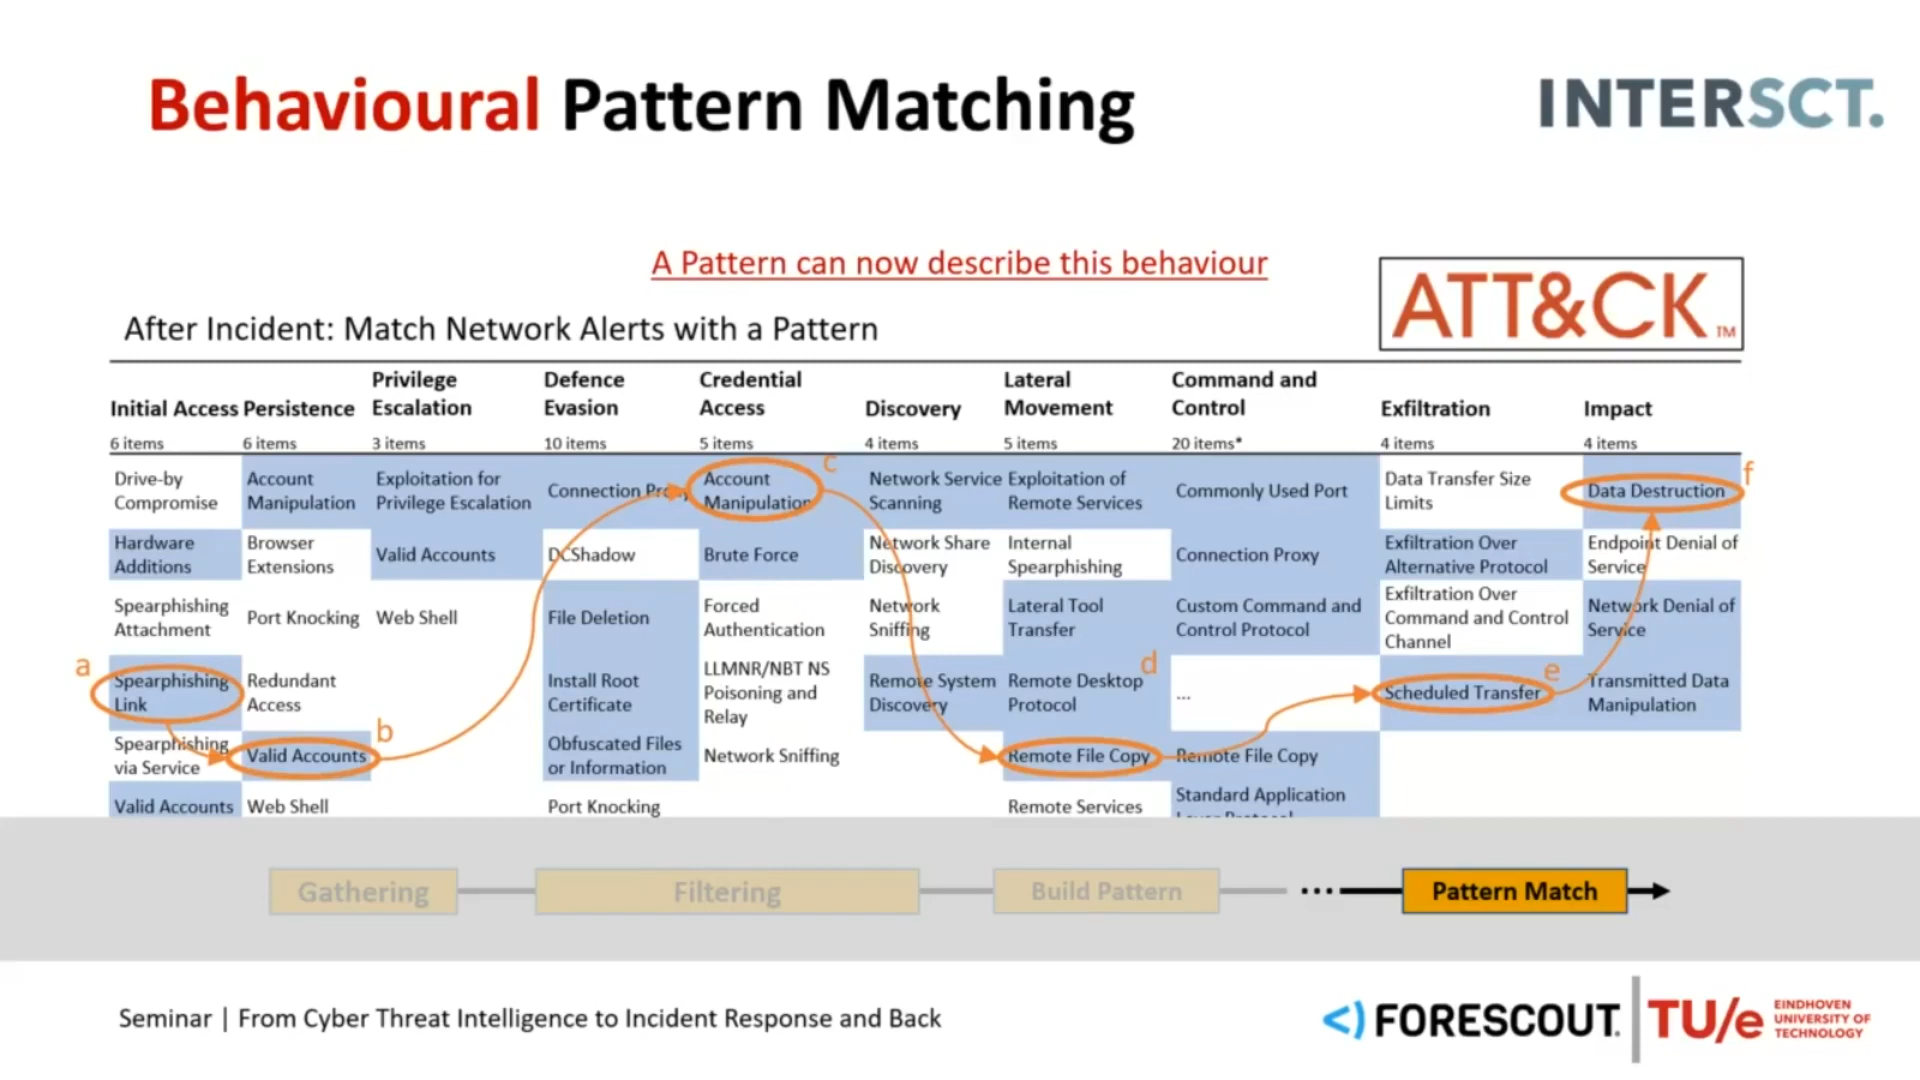 Behavioural Pattern Matching
INTERSCT.
A Pattern can now describe this behaviour
ATT&CK™
After Incident: Match Network Alerts with a Pattern
Initial Access
6 items
Drive-by
Compromise
Hardware
Additions
Spearphishing
Attachment
a
Spearphishing
Link
Spearphishing
via Service
Valid Accounts
Persistence
6 items
Account
Manipulation
Browser
Extensions
Port Knocking
Redundant
Access
b
Valid Accounts
Web Shell
Privilege
Escalation
3 items
Exploitation for
Privilege Escalation
Valid Accounts
Web Shell
Defence
Evasion
10 items
Connection Proxy
DCShadow
File Deletion
Install Root
Certificate
Obfuscated Files
or Information
Port Knocking
Credential
Access
5 items
c
Account
Manipulation
Brute Force
Forced
Authentication
LLMNR/NBT NS
Poisoning and
Relay
Network Sniffing
Discovery
4 items
Network Service
Scanning
Network Share
Discovery
Network
Sniffing
Remote System
Discovery
Lateral
Movement
5 items
Exploitation of
Remote Services
Internal
Spearphishing
Lateral Tool
Transfer
d
Remote Desktop
Protocol
Remote File Copy
Remote Services
Command and
Control
20 items*
Commonly Used Port
Connection Proxy
Custom Command and
Control Protocol
...
Remote File Copy
Standard Application
Layer Protocol
Exfiltration
4 items
Data Transfer Size
Limits
Exfiltration Over
Alternative Protocol
Exfiltration Over
Command and Control
Channel
e
Scheduled Transfer
Impact
4 items
f
Data Destruction
Endpoint Denial of
Service
Network Denial of
Service
Transmitted Data
Manipulation
Gathering
Filtering
Build Pattern
...
Pattern Match
Seminar | From Cyber Threat Intelligence to Incident Response and Back
<) FORESCOUT.
TU/e
EINDHOVEN
UNIVERSITY OF
TECHNOLOGY